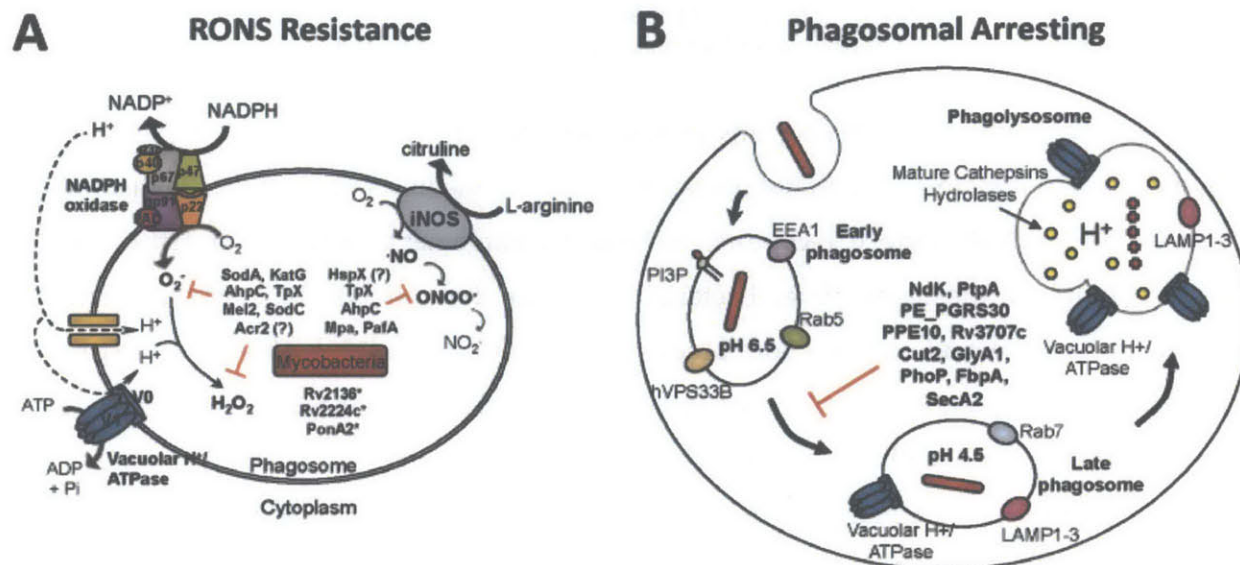 A
RONS Resistance
NADP+
NADPH
H+
p40
p67
p47
NADPH
oxidase
p22
O2
O2·-
SodA, KatG
AhpC, TpX
Mel2, SodC
Acr2 (?)
H+
H+
H2O2
ATP
V0
ADP
+ Pi
Vacuolar H+/
ATPase
citruline
L-arginine
iNOS
O2
·NO
HspX (?)
TpX
AhpC
Mpa, PafA
ONOO-
NO2-
Mycobacteria
Rv2136*
Rv2224c*
PonA2*
Phagosome
Cytoplasm
B
Phagosomal Arresting
Phagolysosome
Mature Cathepsins
Hydrolases
H+
LAMP1-3
Vacuolar H+/
ATPase
EEA1
Early
phagosome
PI3P
Rab5
pH 6.5
hVPS33B
NdK, PtpA
PE_PGRS30
PPE10, Rv3707c
Cut2, GlyA1,
PhoP, FbpA,
SecA2
Rab7
pH 4.5
Late
phagosome
Vacuolar H+/
ATPase
LAMP1-3